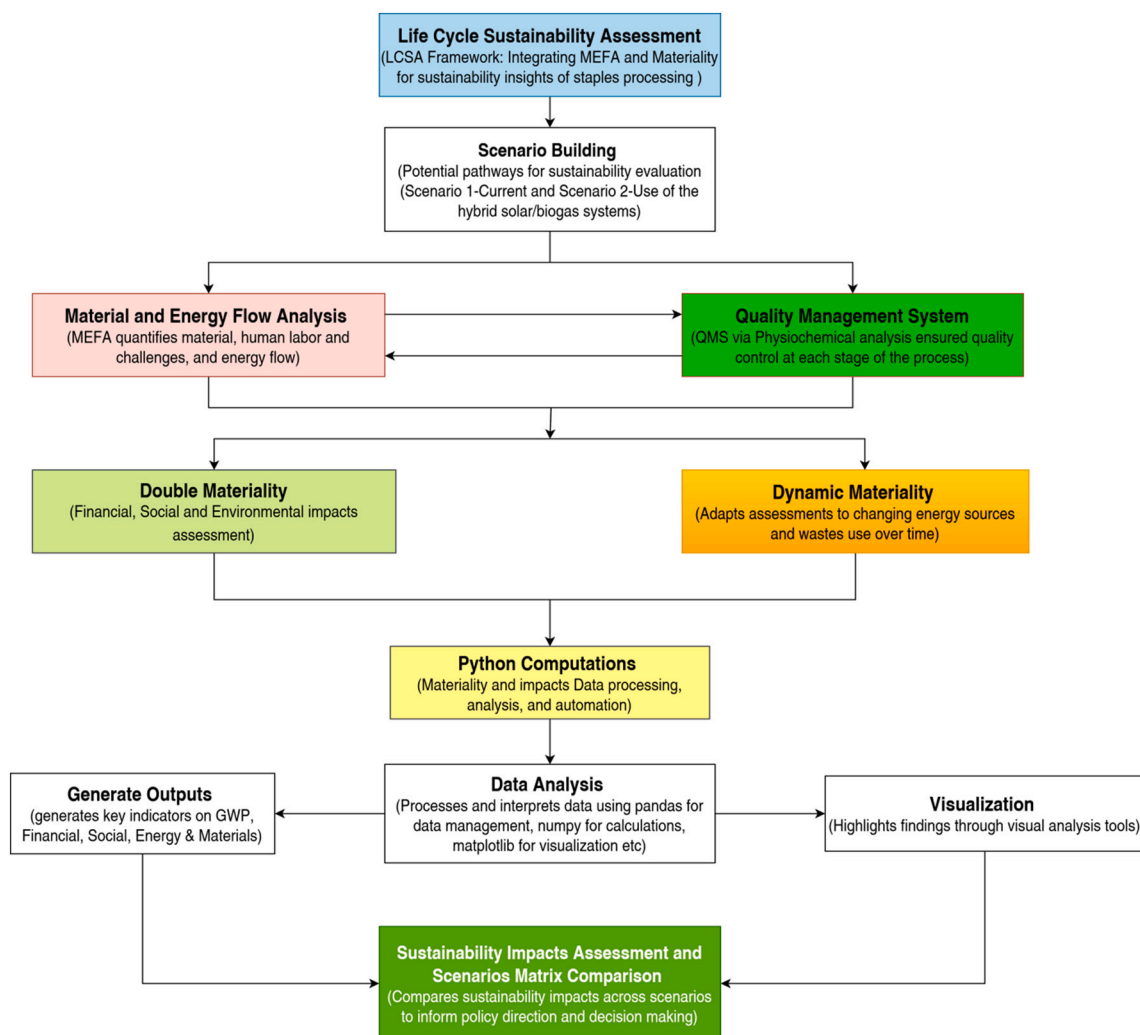 Life Cycle Sustainability Assessment
(LCSA Framework: Integrating MEFA and Materiality
for sustainability insights of staples processing )
Scenario Building
(Potential pathways for sustainability evaluation
(Scenario 1-Current and Scenario 2-Use of the
hybrid solar/biogas systems)
Material and Energy Flow Analysis
(MEFA quantifies material, human labor and
challenges, and energy flow)
Quality Management System
(QMS via Physiochemical analysis ensured quality
control at each stage of the process)
Double Materiality
(Financial, Social and Environmental impacts
assessment)
Dynamic Materiality
(Adapts assessments to changing energy sources
and wastes use over time)
Python Computations
(Materiality and impacts Data processing,
analysis, and automation)
Generate Outputs
(generates key indicators on GWP,
Financial, Social, Energy & Materials)
Data Analysis
(Processes and interprets data using pandas for
data management, numpy for calculations,
matplotlib for visualization etc)
Visualization
(Highlights findings through visual analysis tools)
Sustainability Impacts Assessment and
Scenarios Matrix Comparison
(Compares sustainability impacts across scenarios
to inform policy direction and decision making)